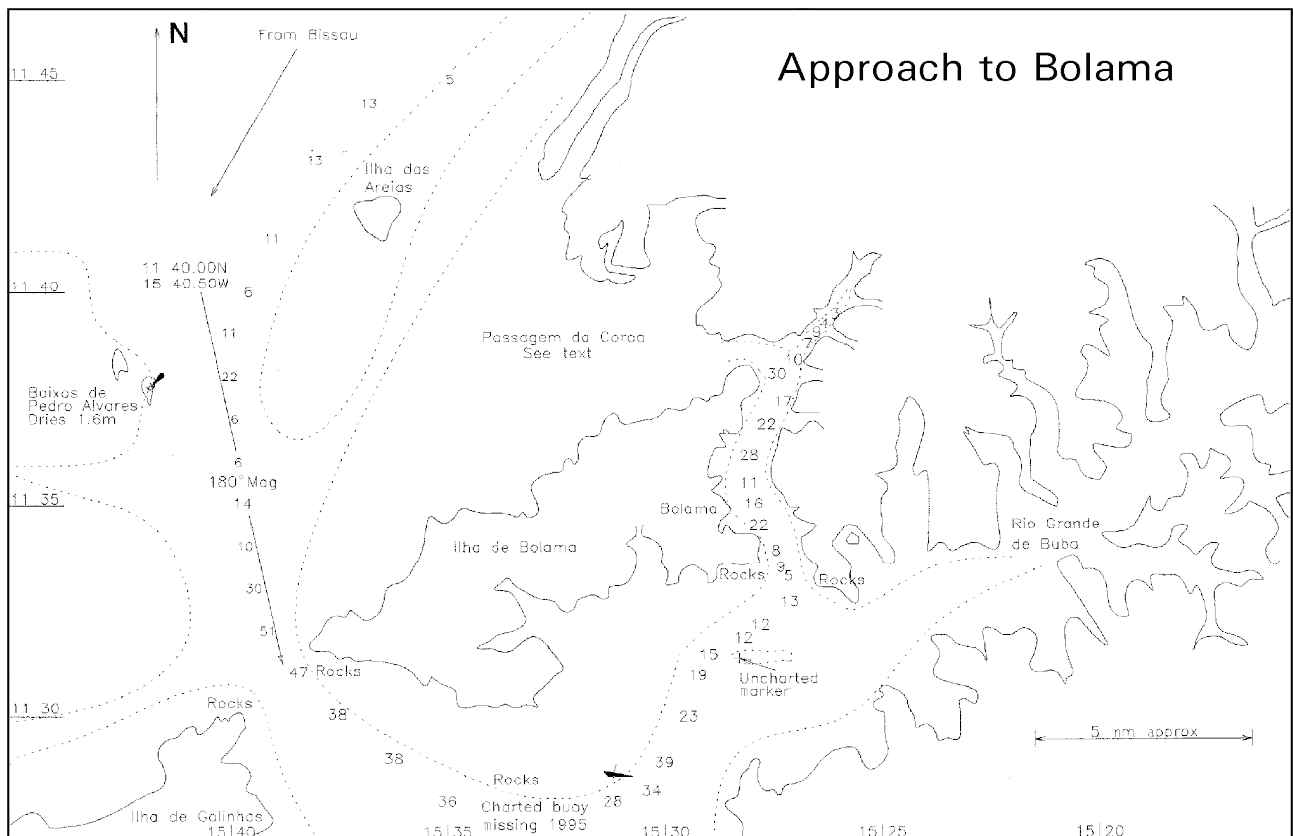 N
From Bissau
Approach to Bolama
11 45
5
13
13
Ilha das
Areias
11
11 40.00N
15 40.50W
11 40
6
11
22
6
Passagem da Coroa
See text
Baixos de
Pedro Alvares
Dries 1.6m
6
180°Mag
14
11 35
10
30
51
47 Rocks
3
4
9
7
10
30
17
22
28
11
16
22
Bolama
Ilha de Bolama
8
9
5
Rocks
Rocks
13
Rio Grande
de Buba
12
12
15
19
Uncharted
marker
23
11 30
Rocks
38
38
36
Rocks
Charted buoy
missing 1995
28
34
39
5 nm approx
Ilha de Galinhas
15|40
15|35
15|30
15|25
15|20